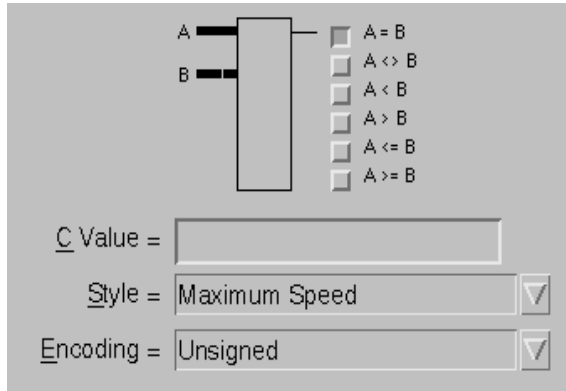 A
B
A = B
A <> B
A < B
A > B
A <= B
A >= B
C Value =
Style = Maximum Speed
Encoding = Unsigned